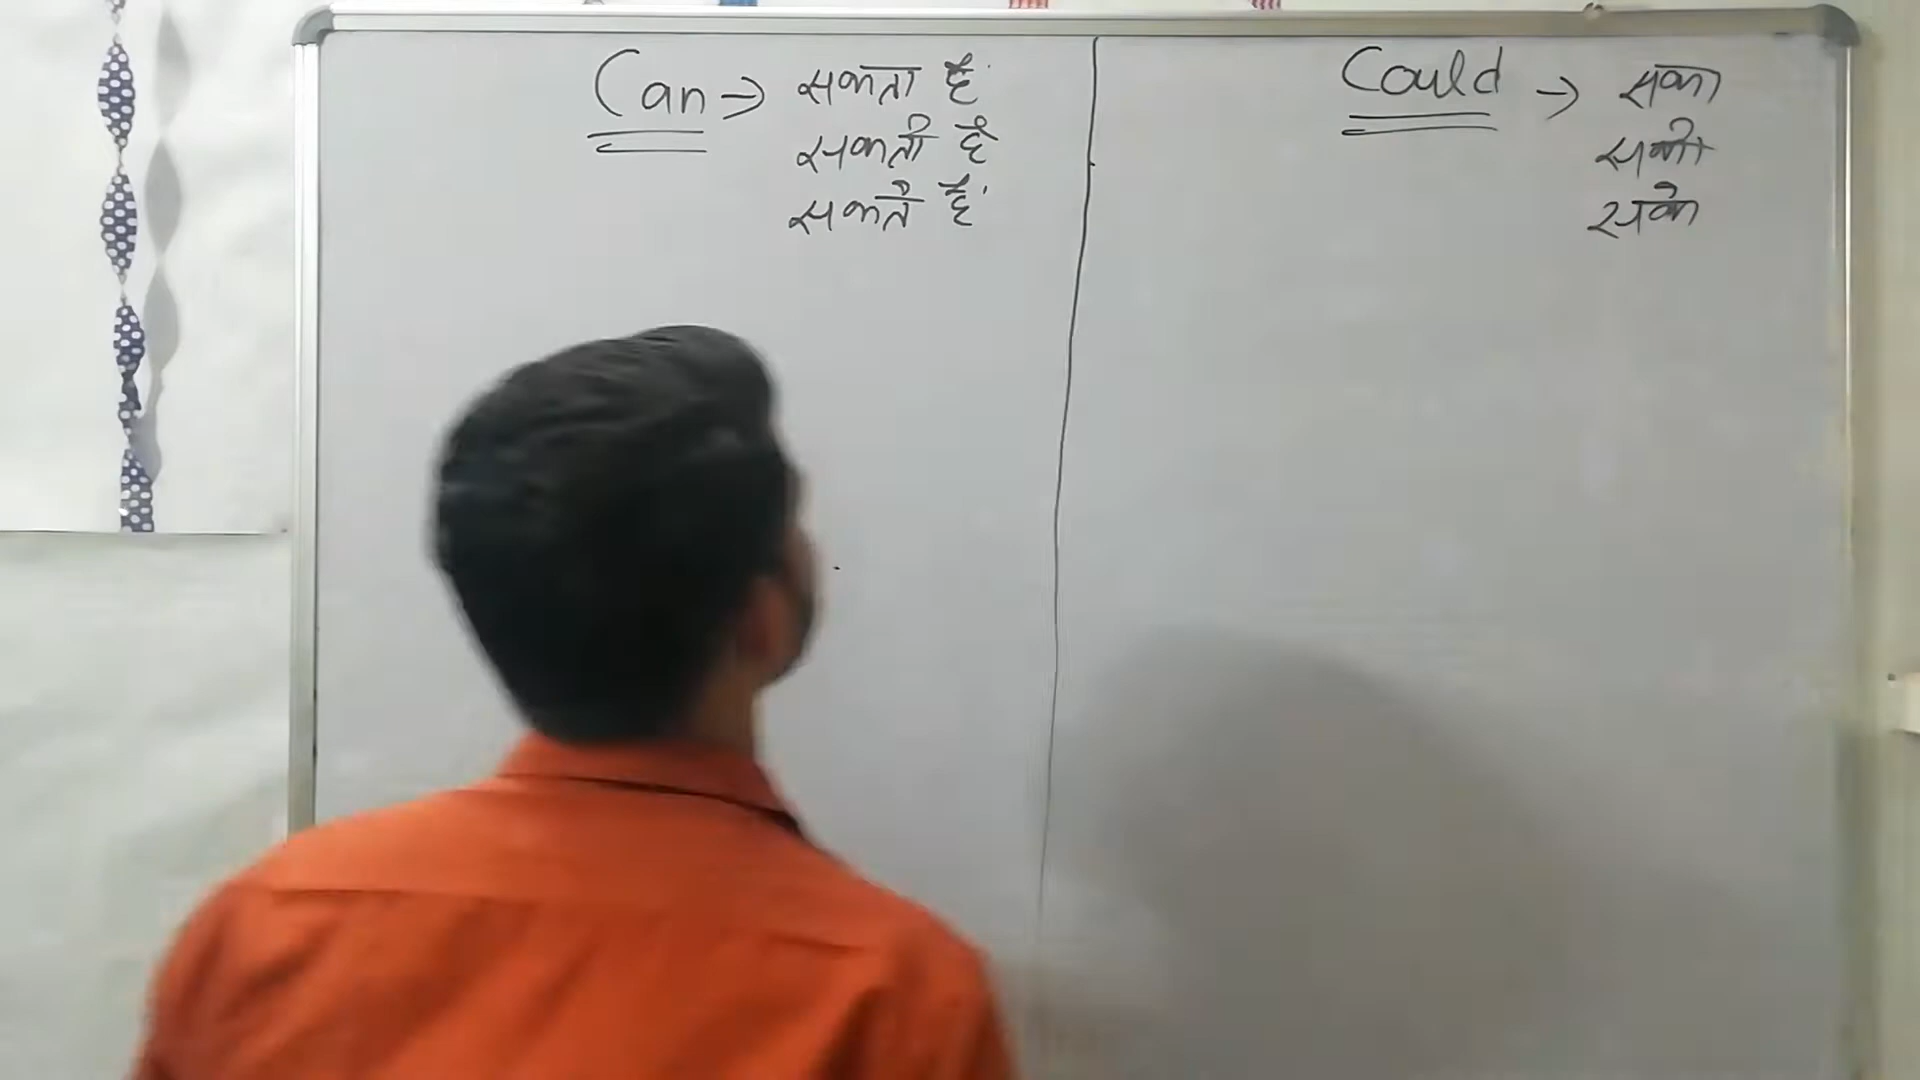 Can → सकता है
सकती है
सकते हैं
Could → सका
सकी
सके